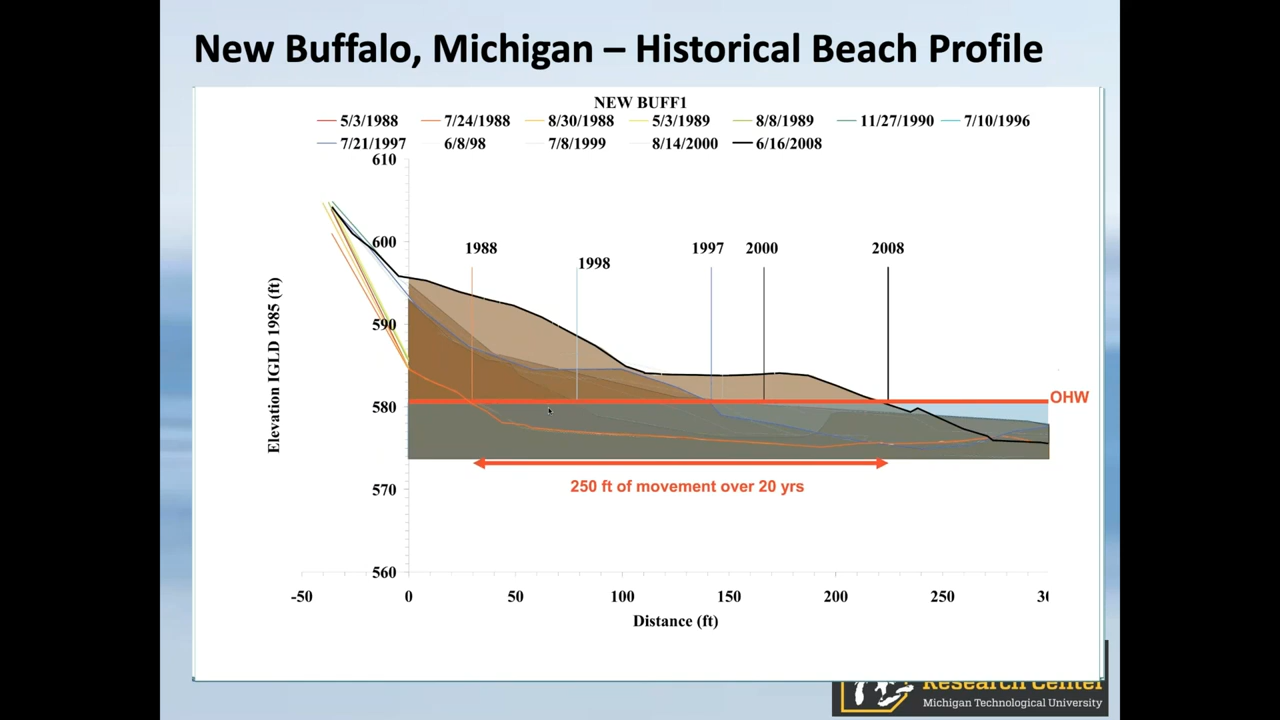 New Buffalo, Michigan – Historical Beach Profile
NEW BUFF1
5/3/1988 7/24/1988 8/30/1988 5/3/1989 8/8/1989 11/27/1990 7/10/1996
7/21/1997 6/8/98 7/8/1999 8/14/2000 6/16/2008
610
600
590
580
570
560
Elevation IGLD 1985 (ft)
1988
1998
1997
2000
2008
OHW
250 ft of movement over 20 yrs
-50 0 50 100 150 200 250
Distance (ft)
Research Center
Michigan Technological University